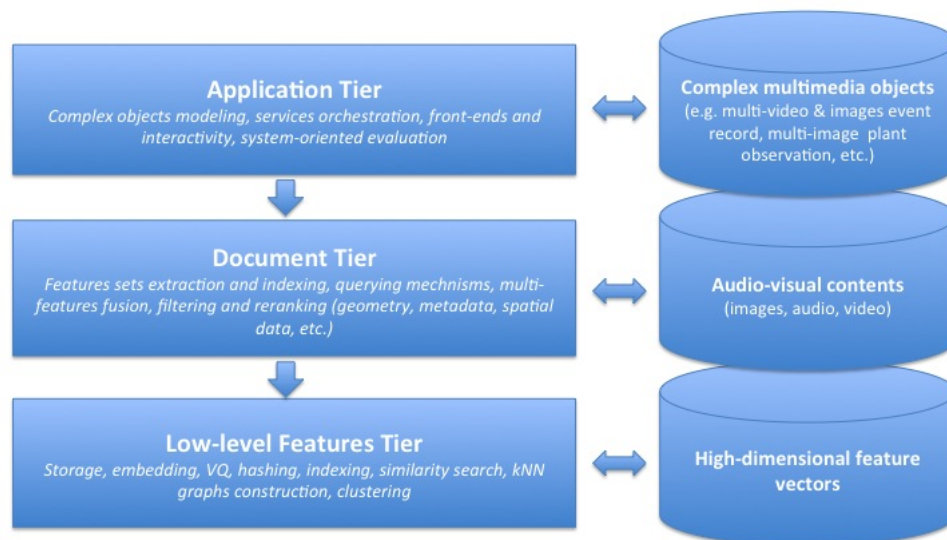 Application Tier
Complex objects modeling, services orchestration, front-ends and
interactivity, system-oriented evaluation
Complex multimedia objects
(e.g. multi-video & images event
record, multi-image plant
observation, etc.)
Document Tier
Features sets extraction and indexing, querying mechnisms, multi-
features fusion, filtering and reranking (geometry, metadata, spatial
data, etc.)
Audio-visual contents
(images, audio, video)
Low-level Features Tier
Storage, embedding, VQ, hashing, indexing, similarity search, kNN
graphs construction, clustering
High-dimensional feature
vectors